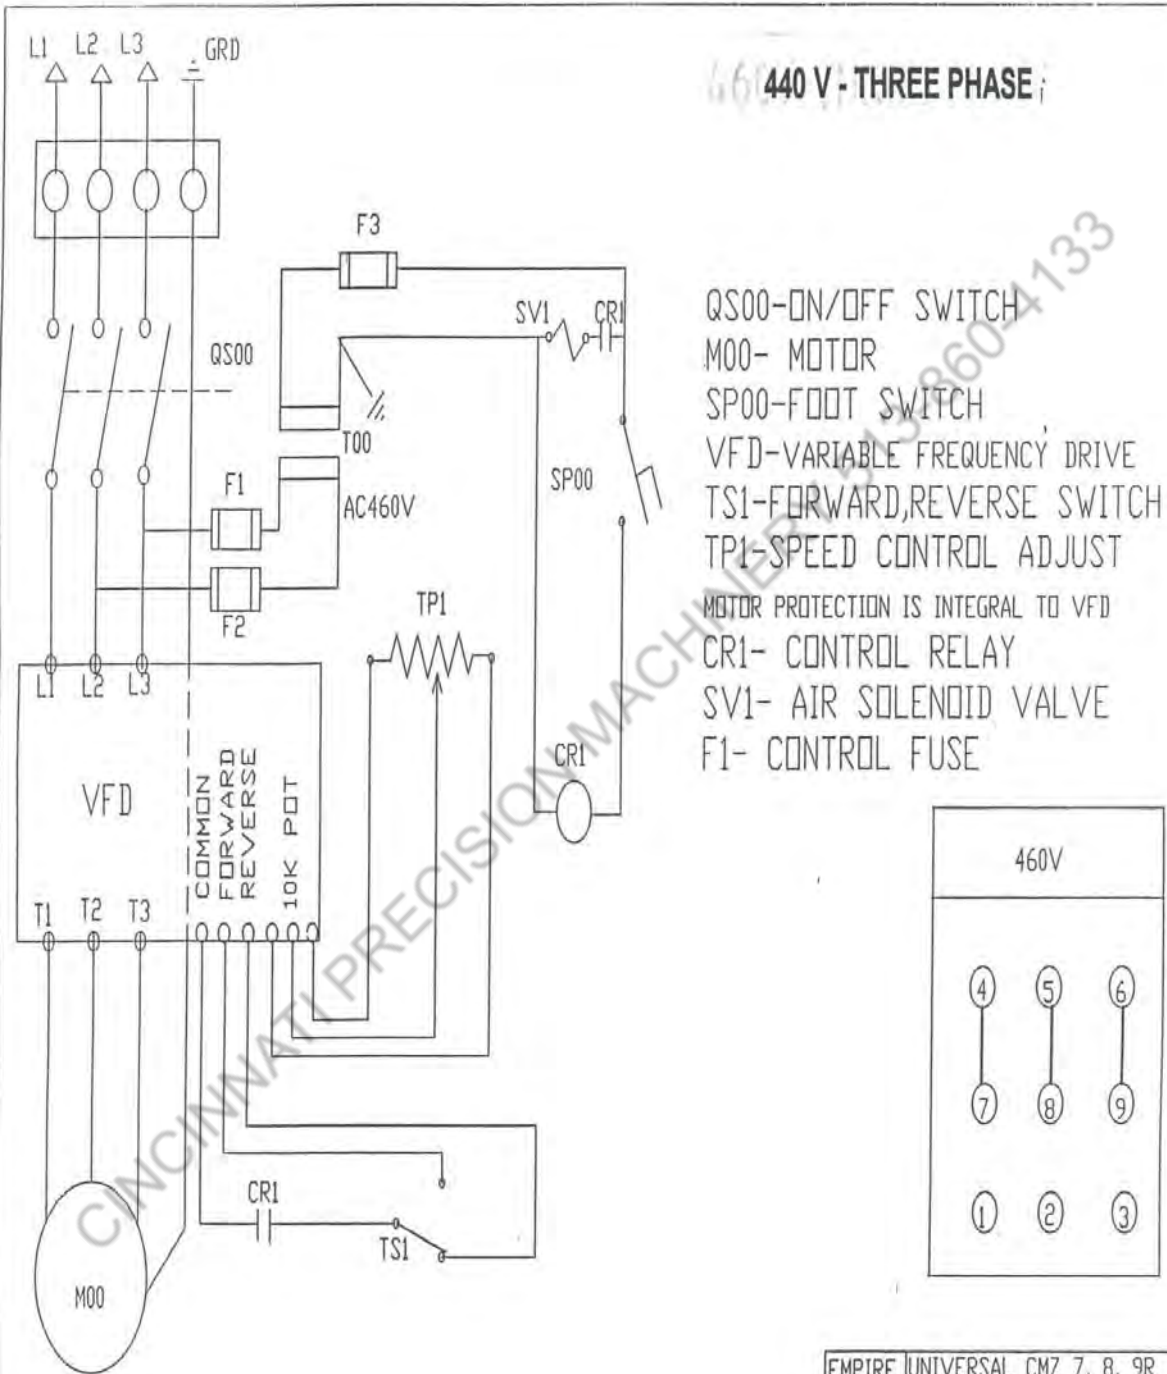 L1 L2 L3 GRD
440 V - THREE PHASE
F3
SV1 CR1
QS00
T00
F1
AC460V
SP00
F2
TP1
L1 L2 L3
VFD
COMMON
FORWARD
REVERSE
10K POT
CR1
T1 T2 T3
CR1
TS1
M00
QS00-ON/OFF SWITCH
M00- MOTOR
SP00-FOOT SWITCH
VFD-VARIABLE FREQUENCY DRIVE
TS1-FORWARD,REVERSE SWITCH
TP1-SPEED CONTROL ADJUST
MOTOR PROTECTION IS INTEGRAL TO VFD
CR1- CONTROL RELAY
SV1- AIR SOLENOID VALVE
F1- CONTROL FUSE
460V
4 5 6
7 8 9
1 2 3
EMPIRE UNIVERSAL CMZ 7, 8, 9R
CINCINNATI PRECISION MACHINERY 513-860-4133